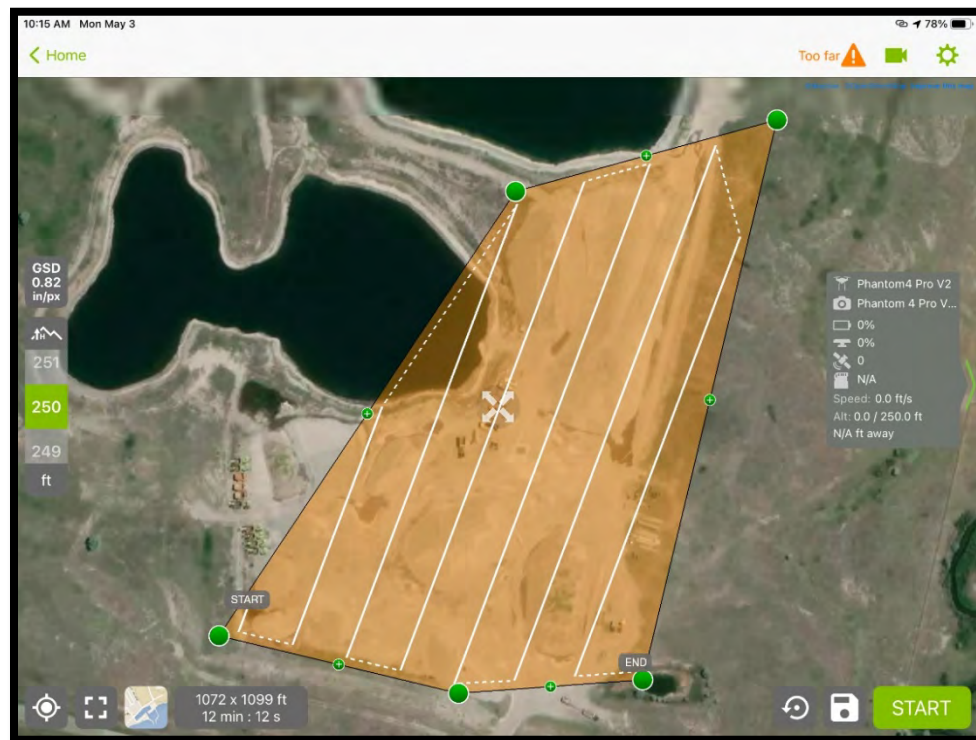 10:15 AM Mon May 3
78%
Home
Too far
GSD
0.82
in/px
251
250
249
ft
Phantom4 Pro V2
Phantom 4 Pro V...
0%
0%
0
N/A
Speed: 0.0 ft/s
Alt: 0.0 / 250.0 ft
N/A ft away
START
END
1072 x 1099 ft
12 min : 12 s
START